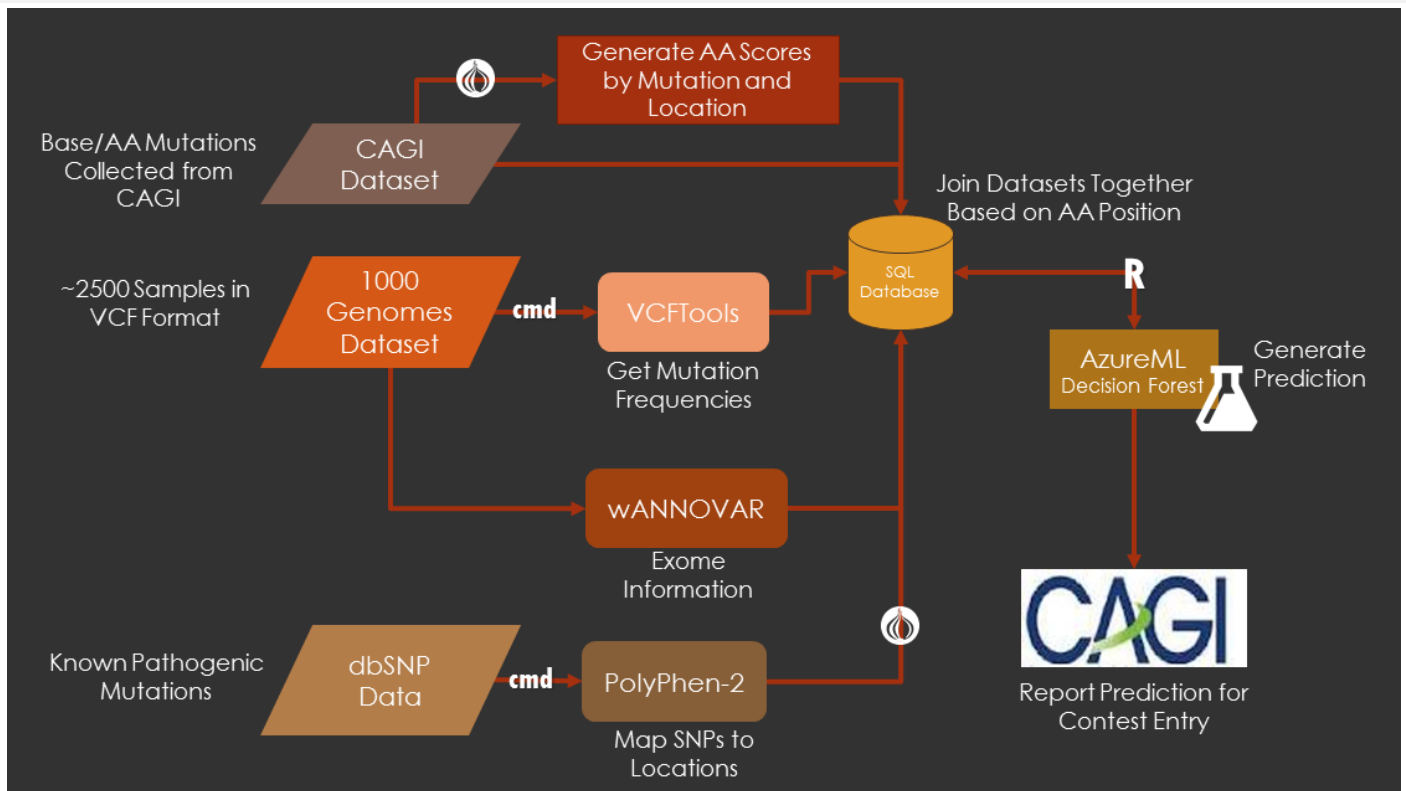 Generate AA Scores
by Mutation and
Location
Base/AA Mutations
Collected from
CAGI
CAGI
Dataset
Join Datasets Together
Based on AA Position
~2500 Samples in
VCF Format
1000
Genomes
Dataset
cmd
VCFTools
Get Mutation
Frequencies
SQL
Database
R
AzureML
Decision Forest
Generate
Prediction
wANNOVAR
Exome
Information
Known Pathogenic
Mutations
dbSNP
Data
cmd
PolyPhen-2
Map SNPs to
Locations
CAGI
Report Prediction for
Contest Entry